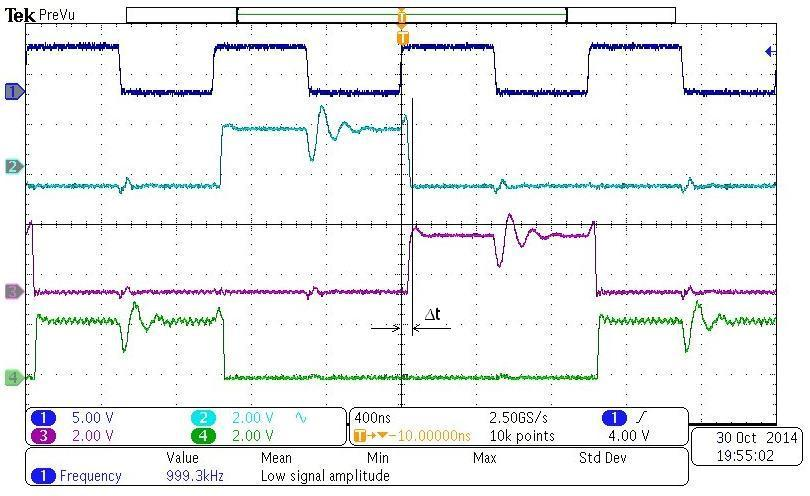 Tek PreVu
T
T
1
2
3
4
Δt
1 5.00 V 2 2.00 V
3 2.00 V 4 2.00 V
400ns 2.50GS/s 1
T→▼−10.00000ns 10k points 4.00 V
30 Oct 2014
19:55:02
Value Mean Min Max Std Dev
1 Frequency 999.3kHz Low signal amplitude